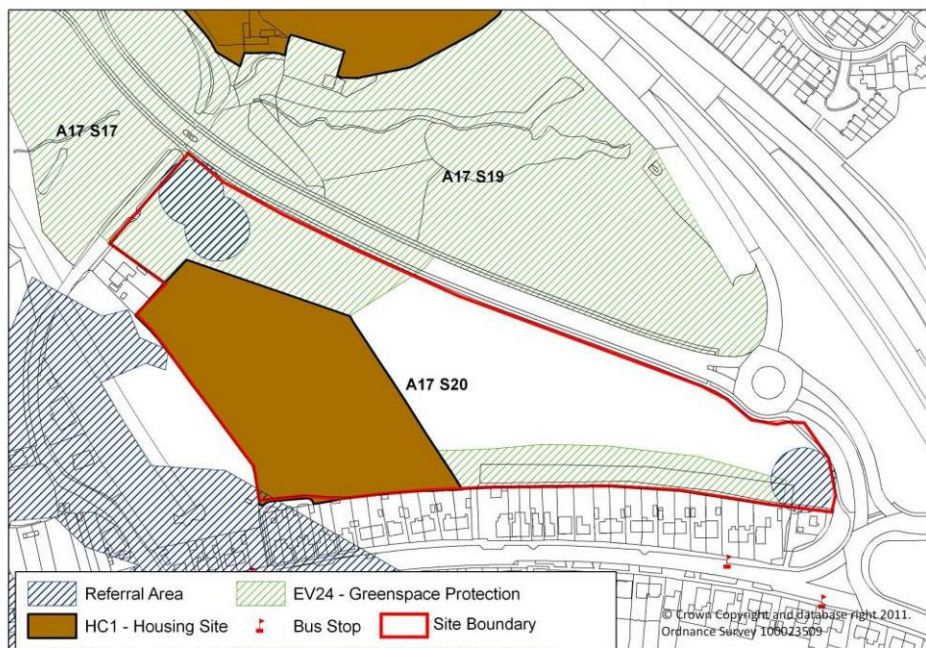 A17 S17
A17 S19
A17 S20
Referral Area
EV24 - Greenspace Protection
HC1 - Housing Site
Bus Stop
Site Boundary
© Crown Copyright and database right 2011.
Ordnance Survey 100023509